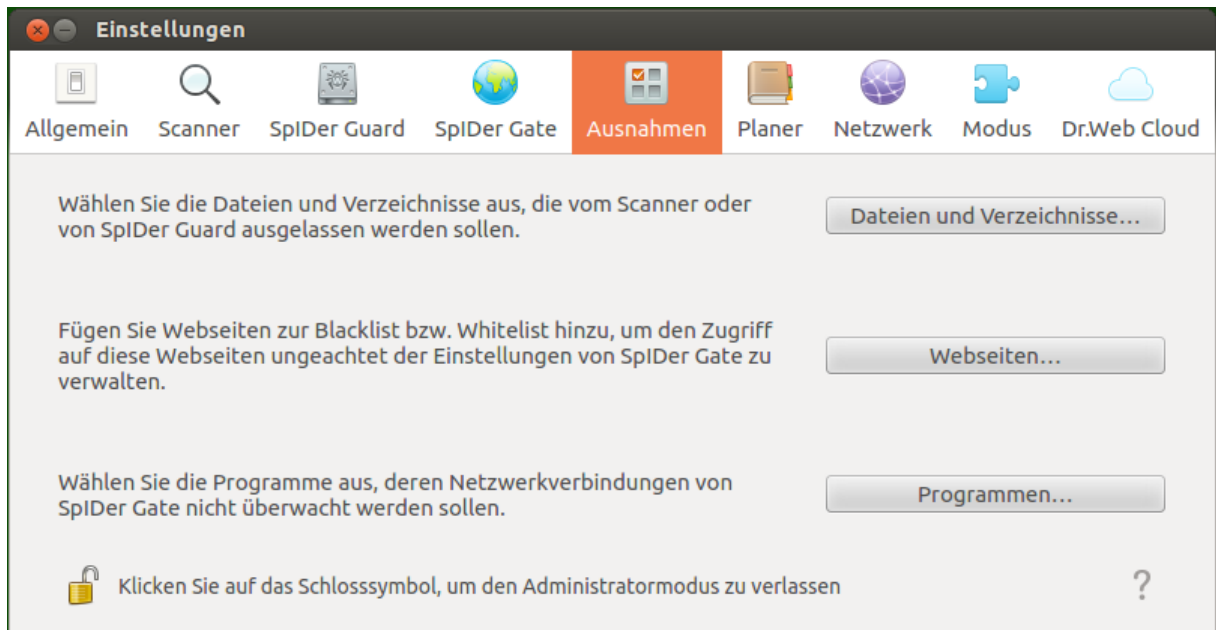 Einstellungen
Allgemein Scanner SpIDer Guard SpIDer Gate Ausnahmen Planer Netzwerk Modus Dr.Web Cloud
Wählen Sie die Dateien und Verzeichnisse aus, die vom Scanner oder
von SpIDer Guard ausgelassen werden sollen.
Dateien und Verzeichnisse...
Fügen Sie Webseiten zur Blacklist bzw. Whitelist hinzu, um den Zugriff
auf diese Webseiten ungeachtet der Einstellungen von SpIDer Gate zu
verwalten.
Webseiten...
Wählen Sie die Programme aus, deren Netzwerkverbindungen von
SpIDer Gate nicht überwacht werden sollen.
Programmen...
Klicken Sie auf das Schlosssymbol, um den Administratormodus zu verlassen
?